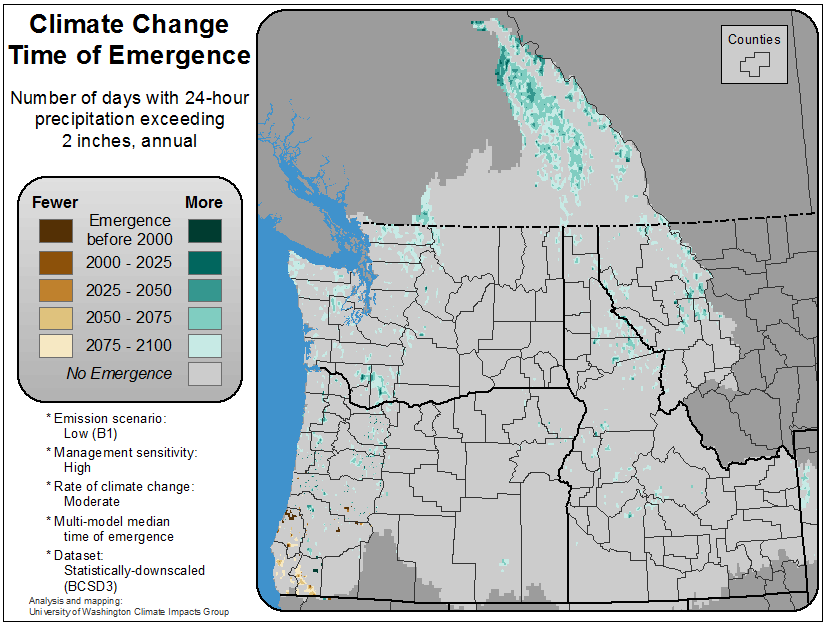 Climate Change
Time of Emergence
Number of days with 24-hour
precipitation exceeding
2 inches, annual
Fewer
More
Emergence
before 2000
2000 - 2025
2025 - 2050
2050 - 2075
2075 - 2100
No Emergence
* Emission scenario:
Low (B1)
* Management sensitivity:
High
* Rate of climate change:
Moderate
* Multi-model median
time of emergence
* Dataset:
Statistically-downscaled
(BCSD3)
Analysis and mapping:
University of Washington Climate Impacts Group
Counties